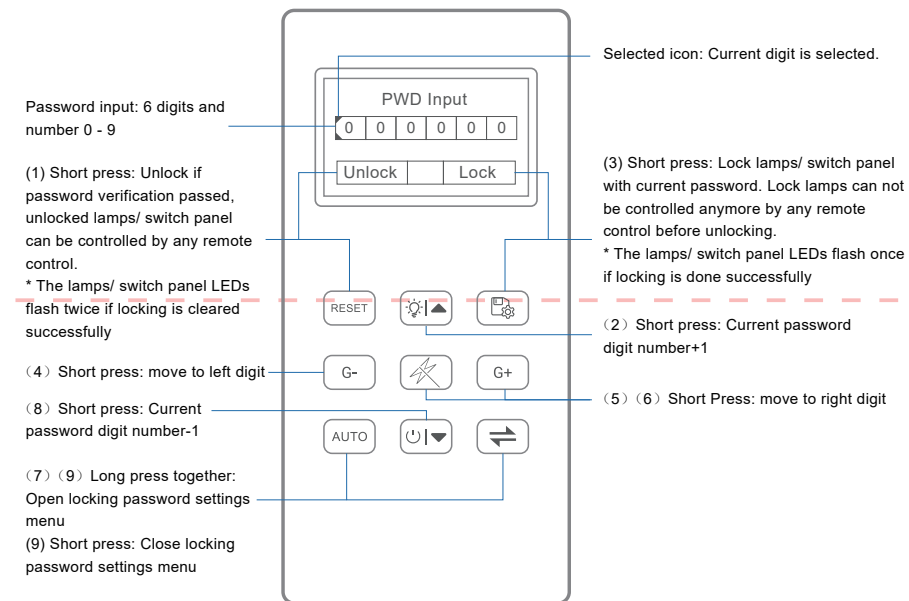 Selected icon: Current digit is selected.
Password input: 6 digits and
number 0 - 9
PWD Input
0 0 0 0 0 0
Unlock Lock
(1) Short press: Unlock if
password verification passed,
unlocked lamps/ switch panel
can be controlled by any remote
control.
* The lamps/ switch panel LEDs
flash twice if locking is cleared
successfully
(3) Short press: Lock lamps/ switch panel
with current password. Lock lamps can not
be controlled anymore by any remote
control before unlocking.
* The lamps/ switch panel LEDs flash once
if locking is done successfully
RESET
（2）Short press: Current password
digit number+1
（4）Short press: move to left digit
G-
G+
（5）（6）Short Press: move to right digit
（8）Short press: Current
password digit number-1
AUTO
（7）（9）Long press together:
Open locking password settings
menu
(9) Short press: Close locking
password settings menu